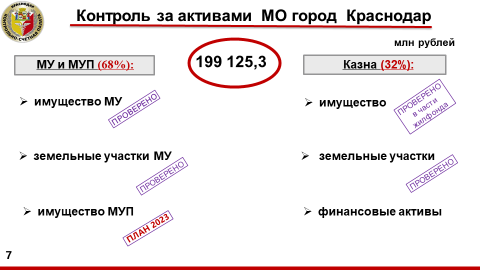 Контроль за активами МО город Краснодар
млн рублей
199 125,3
МУ и МУП (68%):
имущество МУ
ПРОВЕРЕНО
земельные участки МУ
ПРОВЕРЕНО
имущество МУП
ПЛАН 2023
Казна (32%):
имущество
ПРОВЕРЕНО
в части
жилфонда
земельные участки
ПРОВЕРЕНО
финансовые активы
7